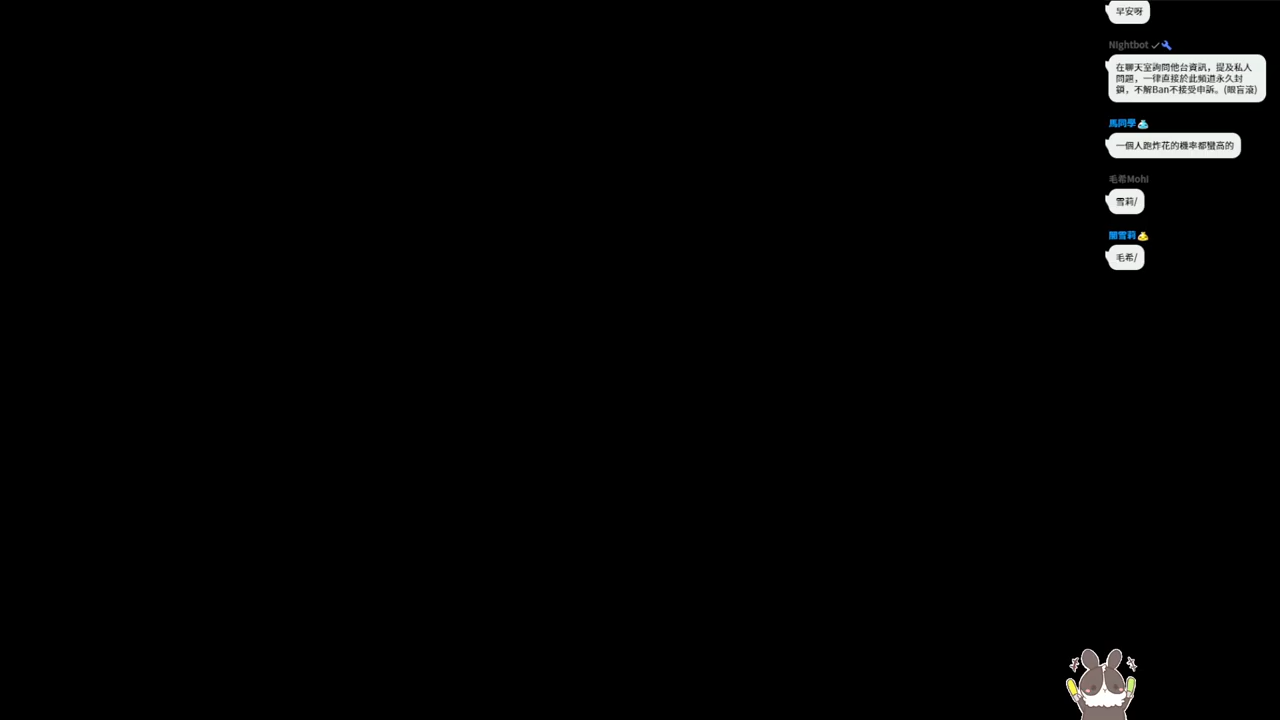 早安呀
Nightbot
在聊天室詢問他台資訊，提及私人
問題，一律直接於此頻道永久封
鎖，不解Ban不接受申訴。(眼盲滾)
馬同學
一個人跑炸花的機率都蠻高的
毛希Mohi
雪莉/
闇雪莉
毛希/